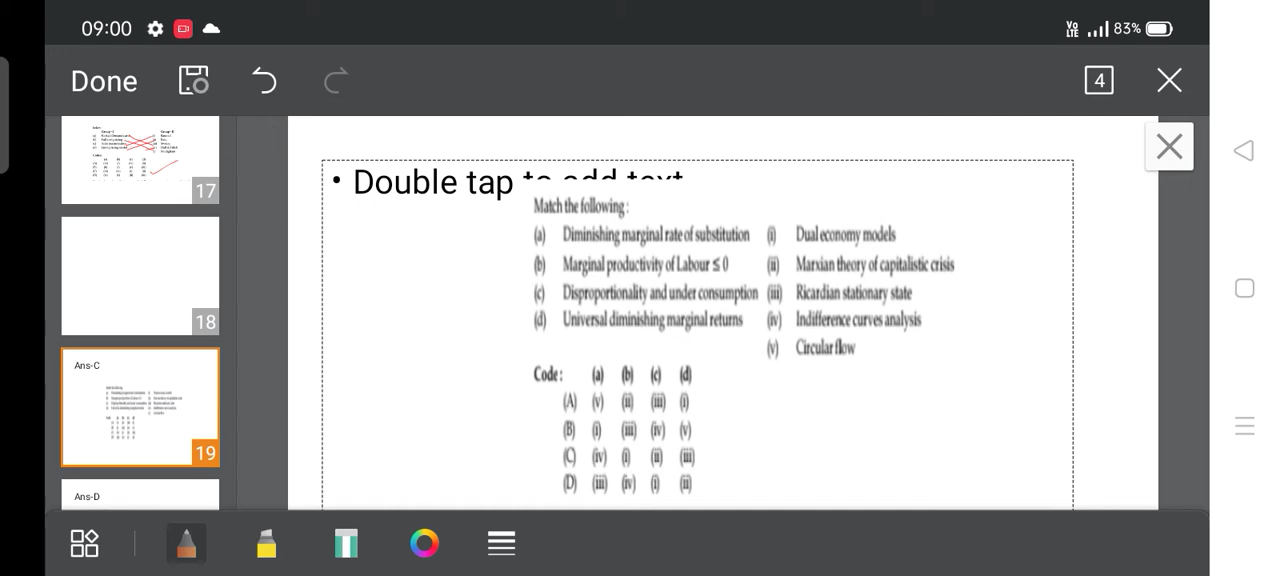 09:00
Vo LTE 83%
Done
4
17
18
Ans-C
19
Ans-D
• Double tap to add text
Match the following :
(a) Diminishing marginal rate of substitution (i) Dual economy models
(b) Marginal productivity of Labour ≤ 0 (ii) Marxian theory of capitalistic crisis
(c) Disproportionality and under consumption (iii) Ricardian stationary state
(d) Universal diminishing marginal returns (iv) Indifference curves analysis
(v) Circular flow
Code : (a) (b) (c) (d)
(A) (v) (ii) (iii) (i)
(B) (i) (iii) (iv) (v)
(C) (iv) (i) (ii) (iii)
(D) (iii) (iv) (i) (ii)